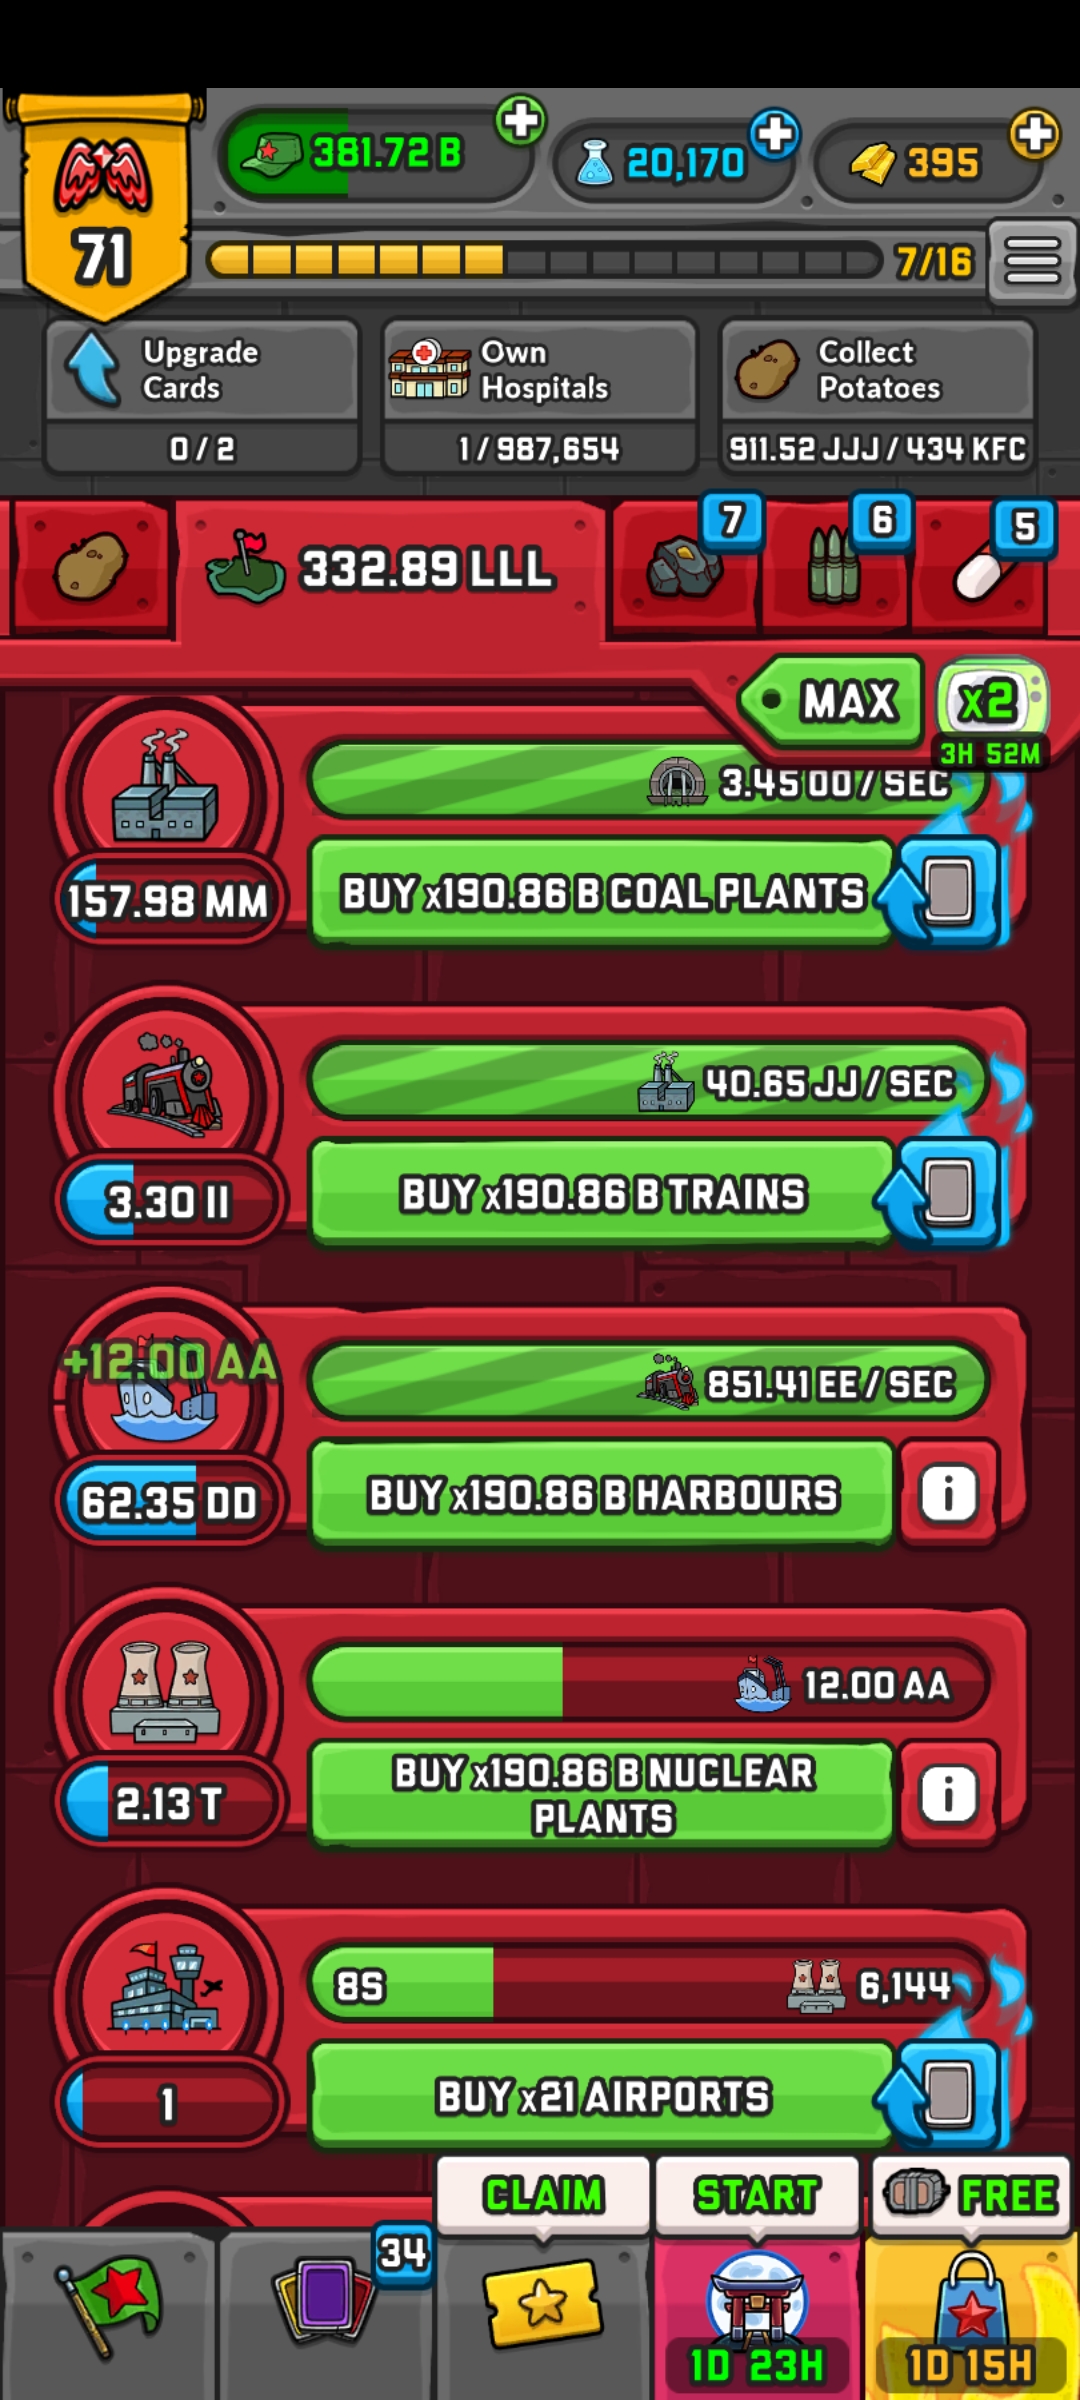 381.72 B
20,170
395
71
7/16
Upgrade
Cards
0 / 2
Own
Hospitals
1 / 987,654
Collect
Potatoes
911.52 JJJ / 434 KFC
332.89 LLL
7
6
5
MAX
x2
3H 52M
3.45 OO / SEC
157.98 MM
BUY x190.86 B COAL PLANTS
40.65 JJ / SEC
3.30 II
BUY x190.86 B TRAINS
+12.00 AA
851.41 EE / SEC
62.35 DD
BUY x190.86 B HARBOURS
i
12.00 AA
2.13 T
BUY x190.86 B NUCLEAR
PLANTS
i
8S
6,144
1
BUY x21 AIRPORTS
CLAIM
START
FREE
34
1D 23H
1D 15H